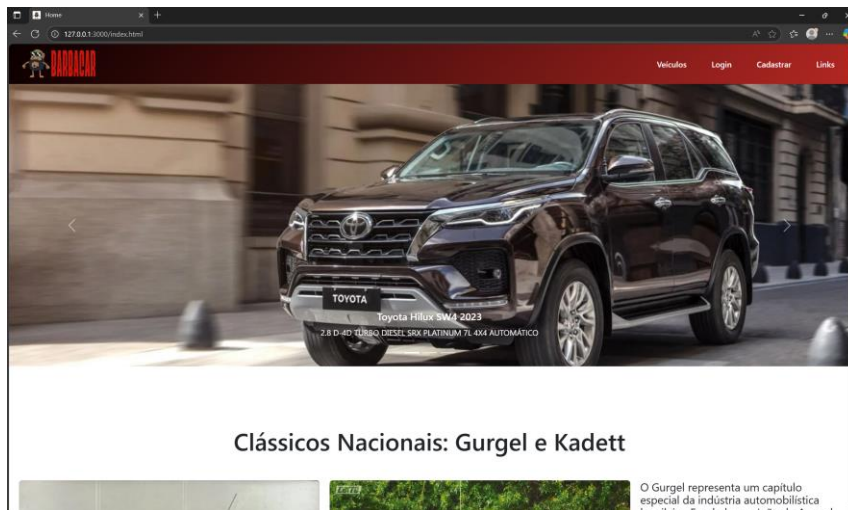 Home
127.0.0.1:3000/index.html
BARBACAR
Veículos Login Cadastrar Links
TOYOTA
Toyota Hilux SW4 2023
2.8 D-4D TURBO DIESEL SRX PLATINUM 7L 4X4 AUTOMÁTICO
Clássicos Nacionais: Gurgel e Kadett
O Gurgel representa um capítulo
especial da indústria automobilística